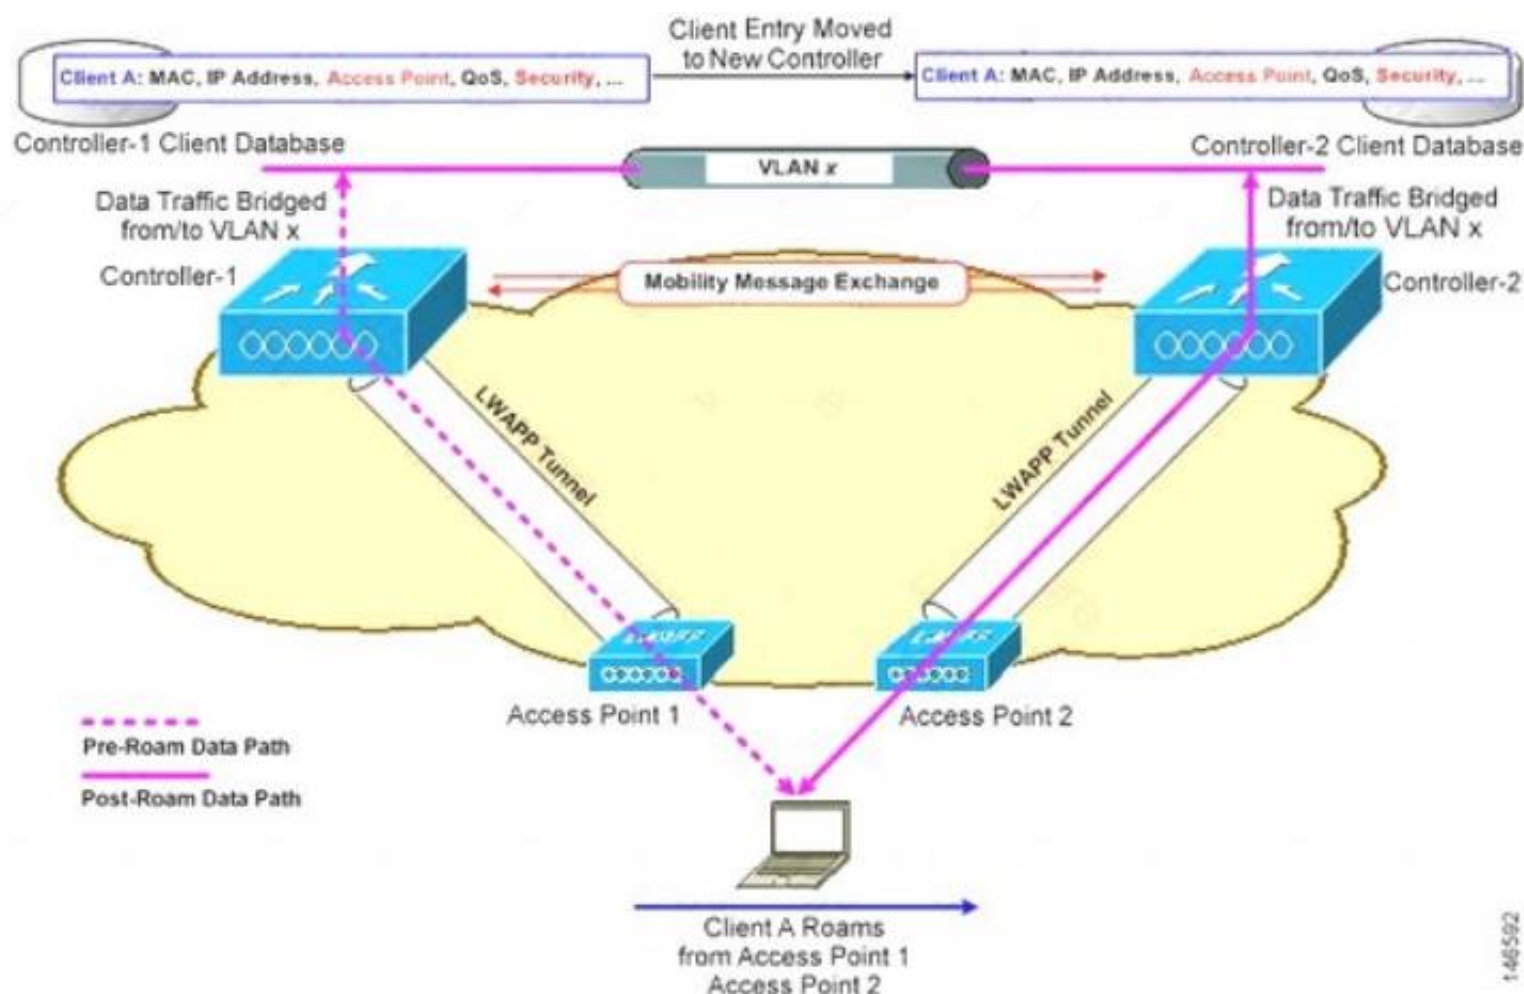 Client Entry Moved
to New Controller
Client A: MAC, IP Address, Access Point, QoS, Security, ...
Client A: MAC, IP Address, Access Point, QoS, Security, ...
Controller-1 Client Database
Controller-2 Client Database
VLAN x
Data Traffic Bridged
from/to VLAN x
Data Traffic Bridged
from/to VLAN x
Controller-1
Mobility Message Exchange
Controller-2
LWAPP Tunnel
LWAPP Tunnel
LWAPP
LWAPP
Access Point 1
Access Point 2
Pre-Roam Data Path
Post-Roam Data Path
Client A Roams
from Access Point 1
Access Point 2
146592